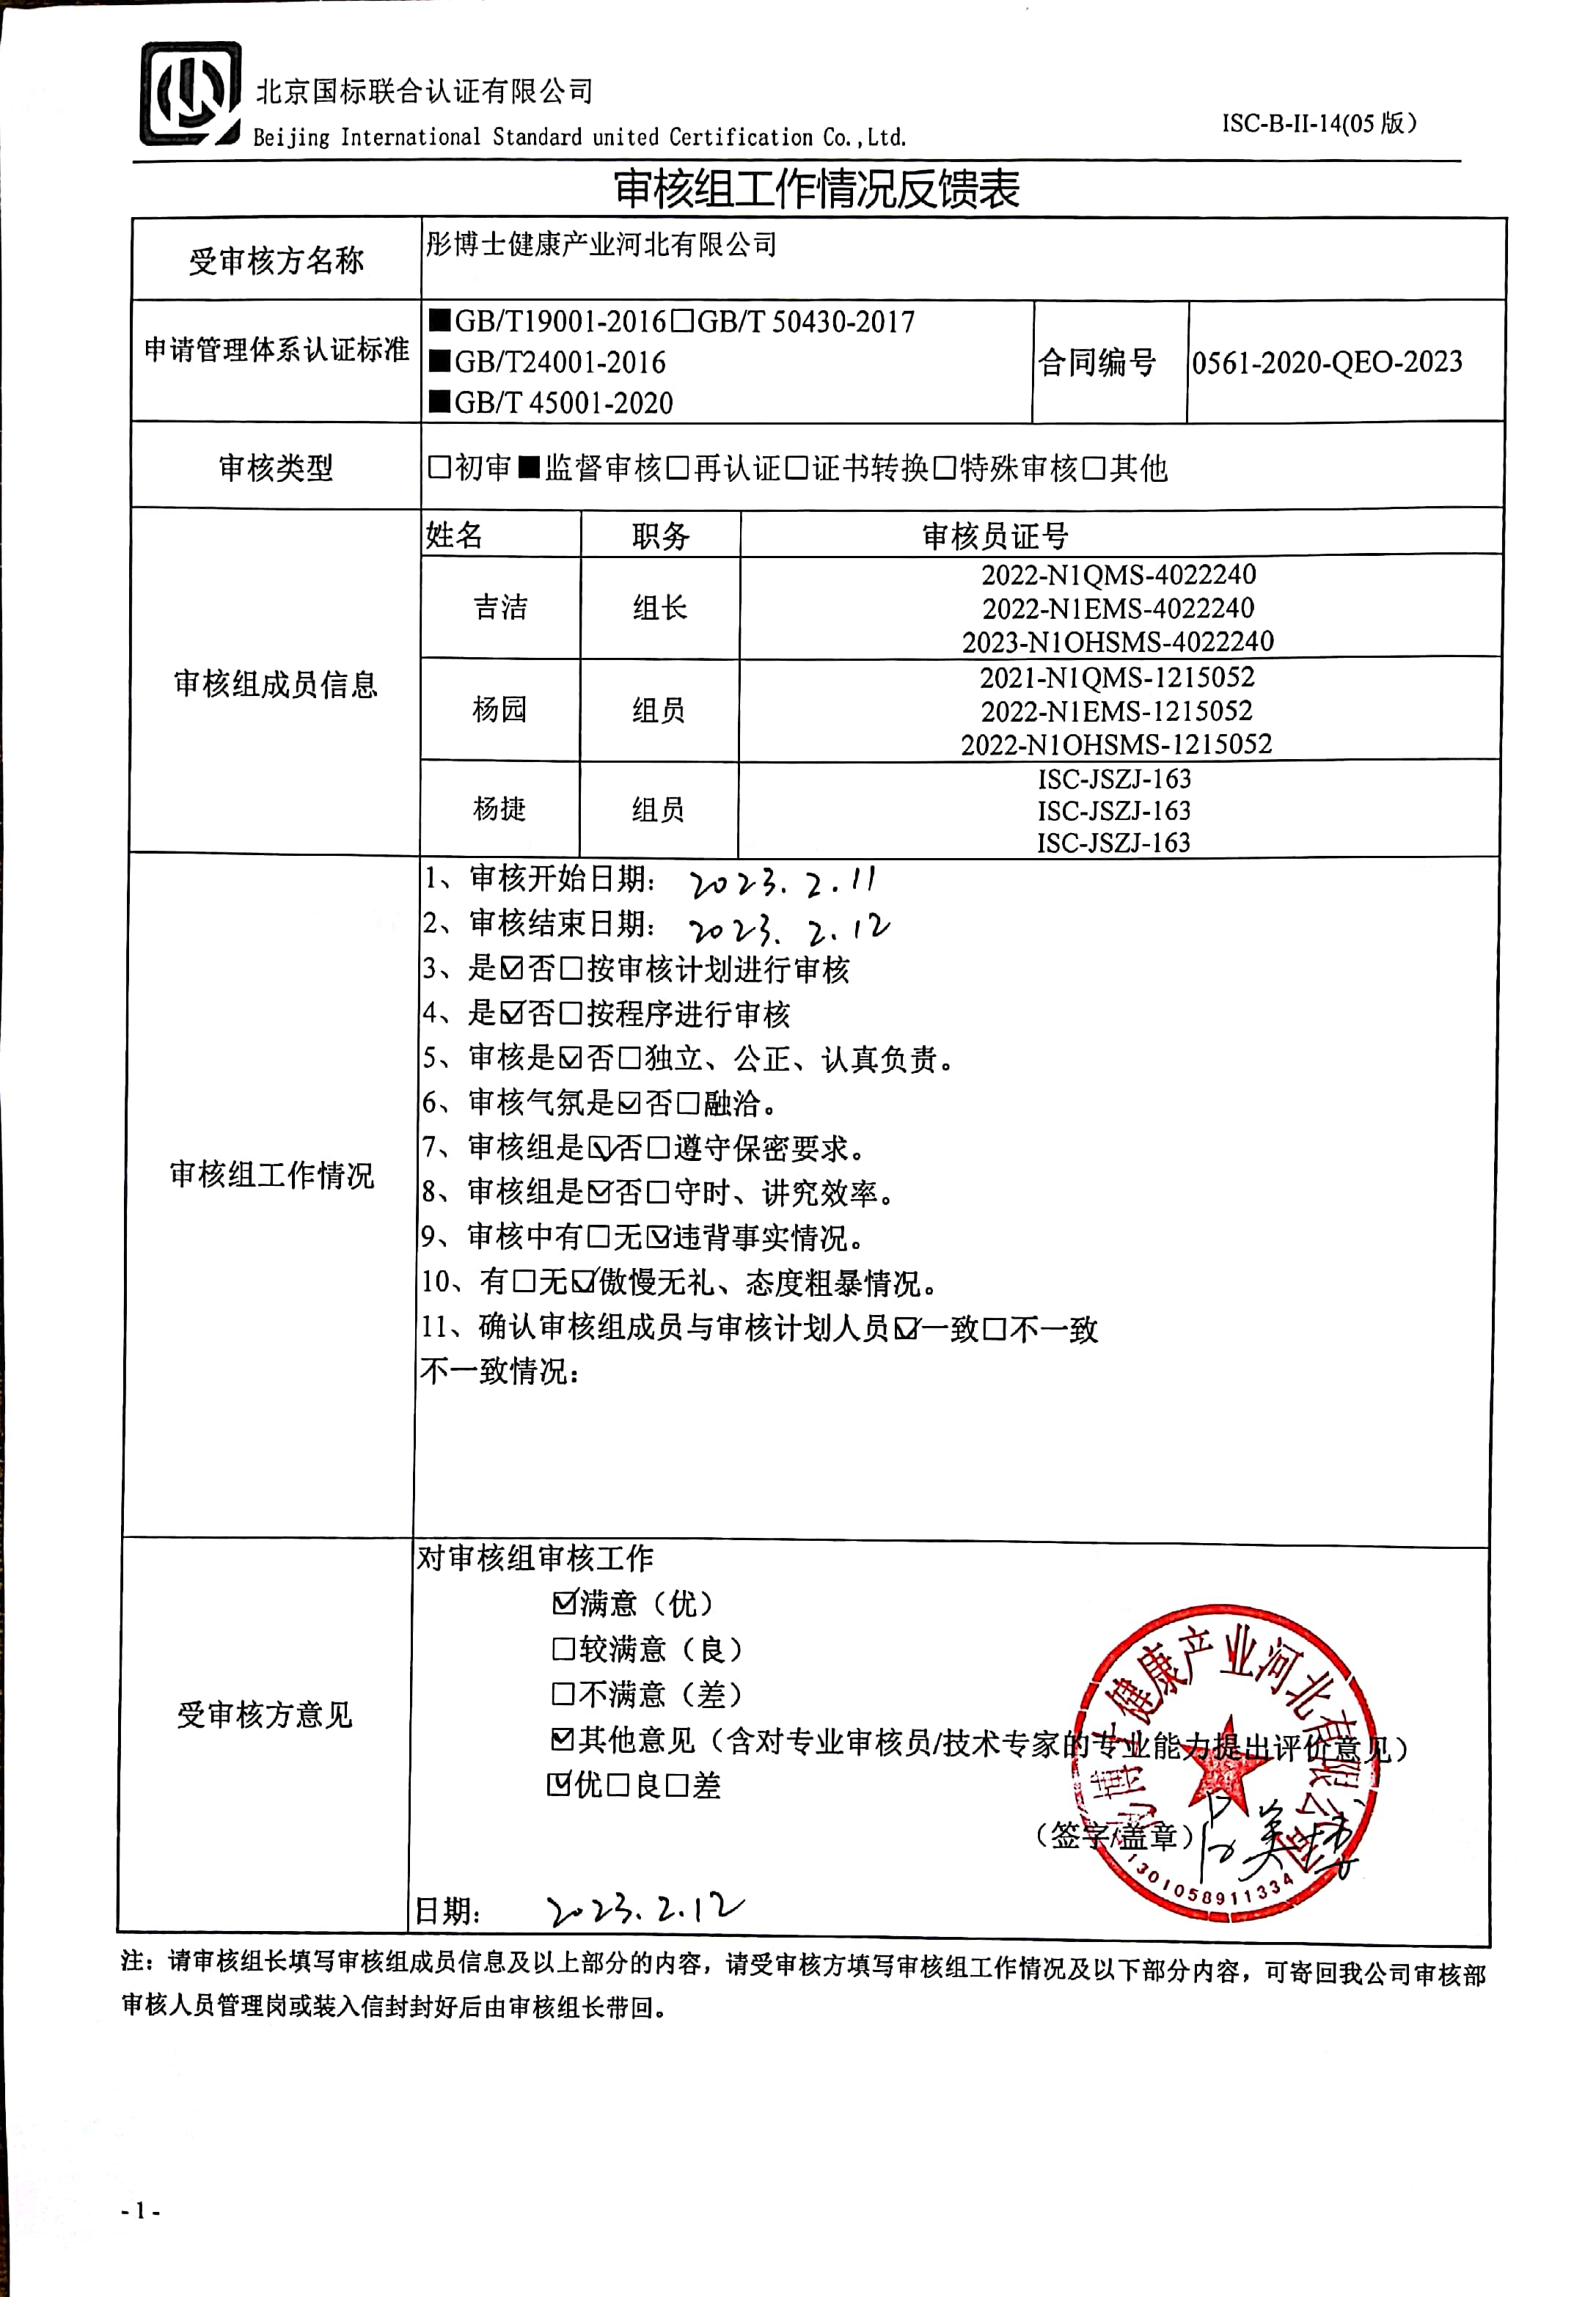 北京国标联合认证有限公司
Beijing International Standard united Certification Co.,Ltd.
ISC-B-II-14(05 版)
审核组工作情况反馈表
受审核方名称
彤博士健康产业河北有限公司
申请管理体系认证标准
■GB/T19001-2016□GB/T 50430-2017
■GB/T24001-2016
■GB/T 45001-2020
合同编号
0561-2020-QEO-2023
审核类型
□初审■监督审核□再认证□证书转换□特殊审核□其他
审核组成员信息
姓名 职务 审核员证号
吉洁 组长
2022-N1QMS-4022240
2022-N1EMS-4022240
2023-N1OHSMS-4022240
杨园 组员
2021-N1QMS-1215052
2022-N1EMS-1215052
2022-N1OHSMS-1215052
杨捷 组员
ISC-JSZJ-163
ISC-JSZJ-163
ISC-JSZJ-163
审核组工作情况
1、审核开始日期： 2023.2.11
2、审核结束日期： 2023.2.12
3、是☑否□按审核计划进行审核
4、是☑否□按程序进行审核
5、审核是☑否□独立、公正、认真负责。
6、审核气氛是☑否□融洽。
7、审核组是☑否□遵守保密要求。
8、审核组是☑否□守时、讲究效率。
9、审核中有□无☑违背事实情况。
10、有□无☑傲慢无礼、态度粗暴情况。
11、确认审核组成员与审核计划人员☑一致□不一致
不一致情况：
受审核方意见
对审核组审核工作
☑满意（优）
□较满意（良）
□不满意（差）
☑其他意见（含对专业审核员/技术专家的专业能力提出评价意见）
☑优□良□差
（签字/盖章）
彤博士健康产业河北有限公司
1301058911334
日期： 2023.2.12
注：请审核组长填写审核组成员信息及以上部分的内容，请受审核方填写审核组工作情况及以下部分内容，可寄回我公司审核部
审核人员管理岗或装入信封封好后由审核组长带回。
- 1 -